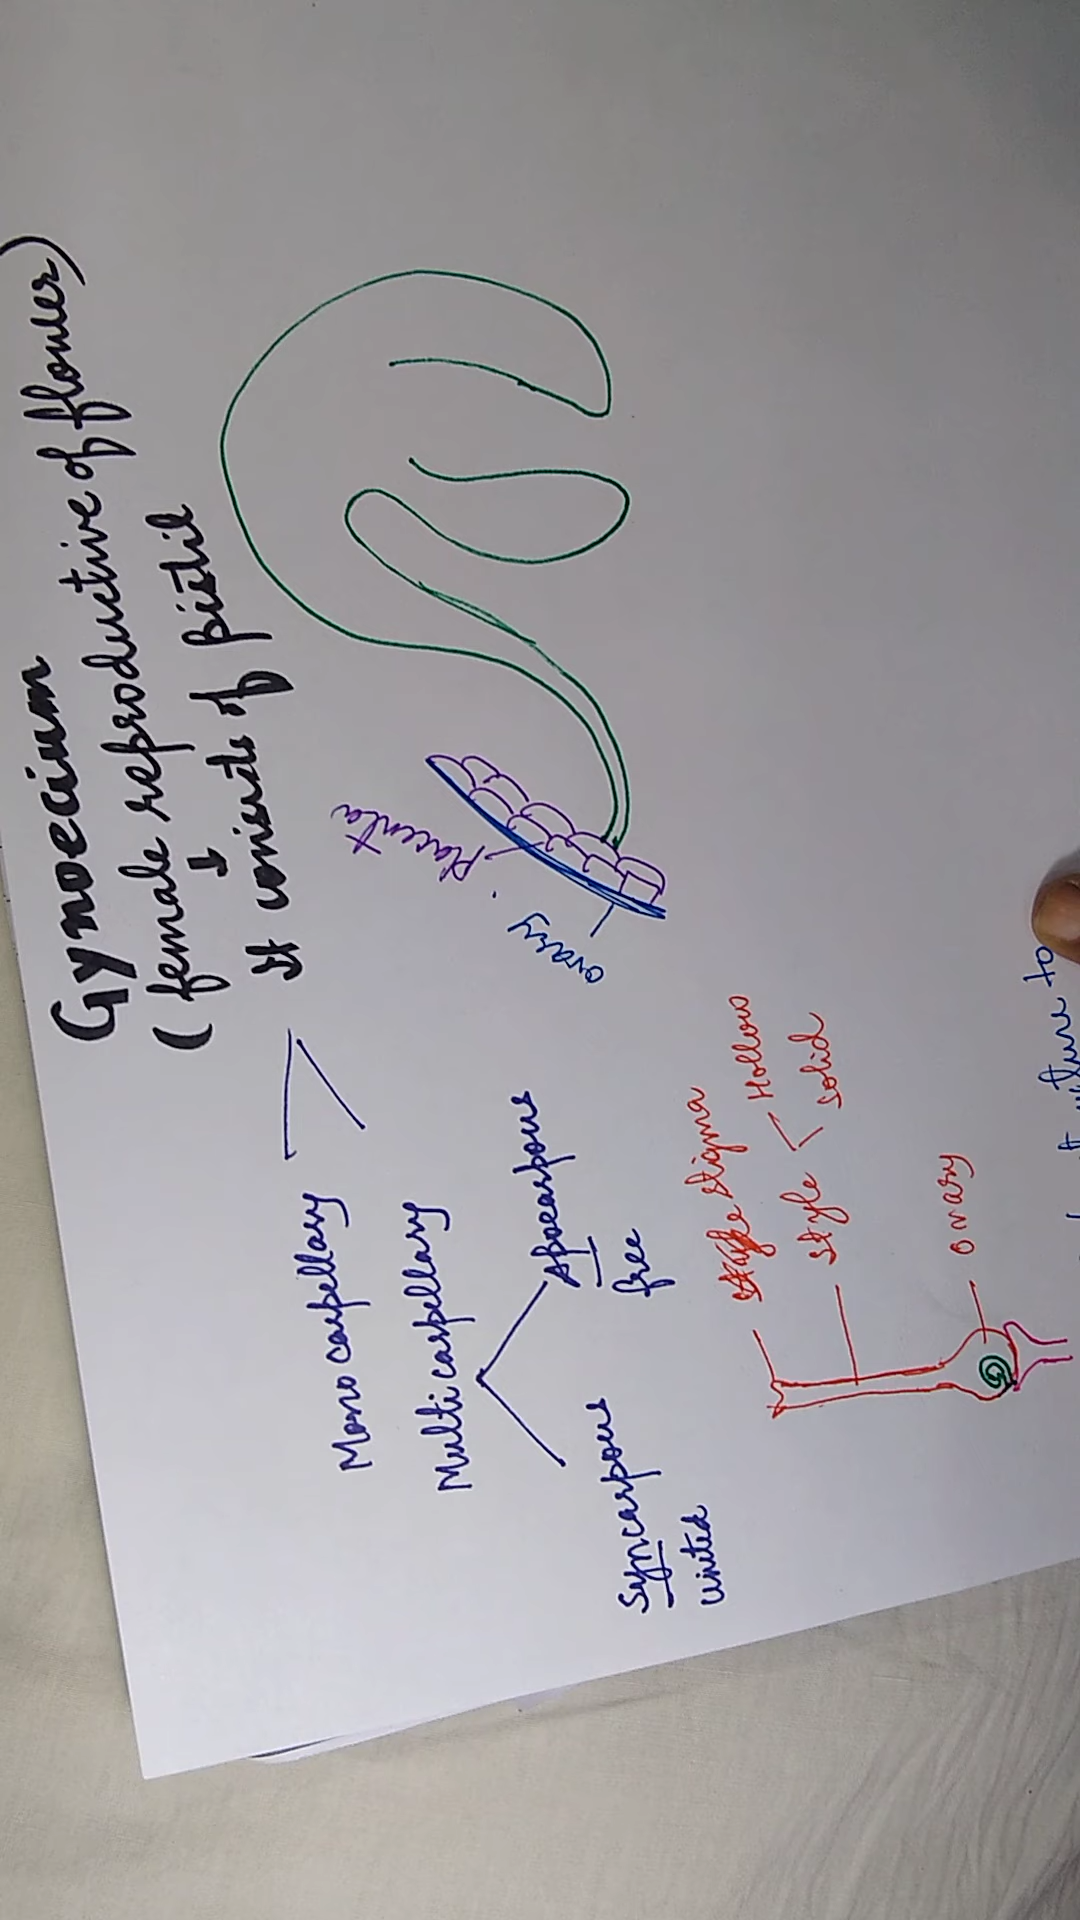 Gynoecium
(female reproductive of flower)
↓
It consists of pistil
Mono carpellary
Multi carpellary
Syncarpous
united
Apocarpous
free
Placenta
ovary
stigma
style
Hollow
solid
ovary